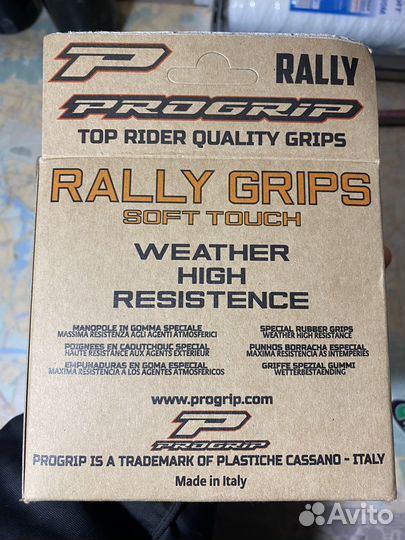 P
RALLY
PROGRIP
TOP RIDER QUALITY GRIPS
RALLY GRIPS
SOFT TOUCH
WEATHER
HIGH
RESISTENCE
MANOPOLE IN GOMMA SPECIALE
MASSIMA RESISTENZA AGLI AGENTI ATMOSFERICI
POIGNEES EN CAOUTCHOUC SPECIAL
HAUTE RESISTANCE AUX AGENTS EXTERIEUR
EMPUHADURAS EN GOMA ESPECIAL
MAXIMA RESISTENCIA A LOS AGENTES ATMOSFERICOS
SPECIAL RUBBER GRIPS
WEATHER HIGH RESISTANCE
PUNHOS BORRACHA ESPECIAL
MAXIMA RESISTENCIA AS INTEMPERIES
GRIFFE SPEZIAL GUMMI
WETTERBESTAENDING
www.progrip.com
P
PROGRIP
PROGRIP IS A TRADEMARK OF PLASTICHE CASSANO - ITALY
Made in Italy
Avito